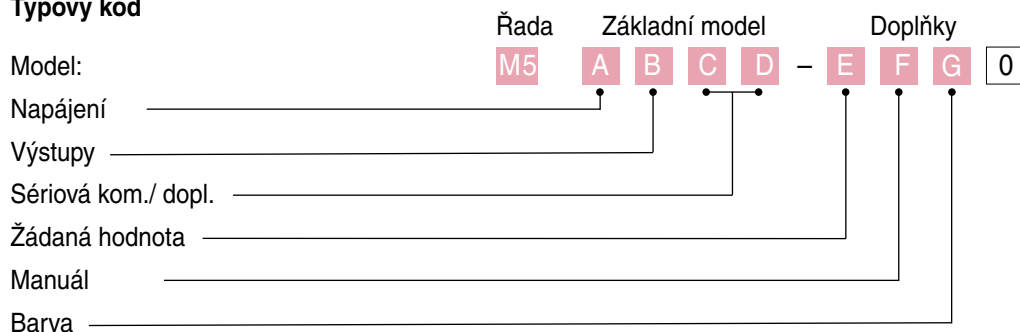 Typový kód
Řada Základní model Doplňky
Model: M5 A B C D – E F G 0
Napájení
Výstupy
Sériová kom./ dopl.
Žádaná hodnota
Manuál
Barva